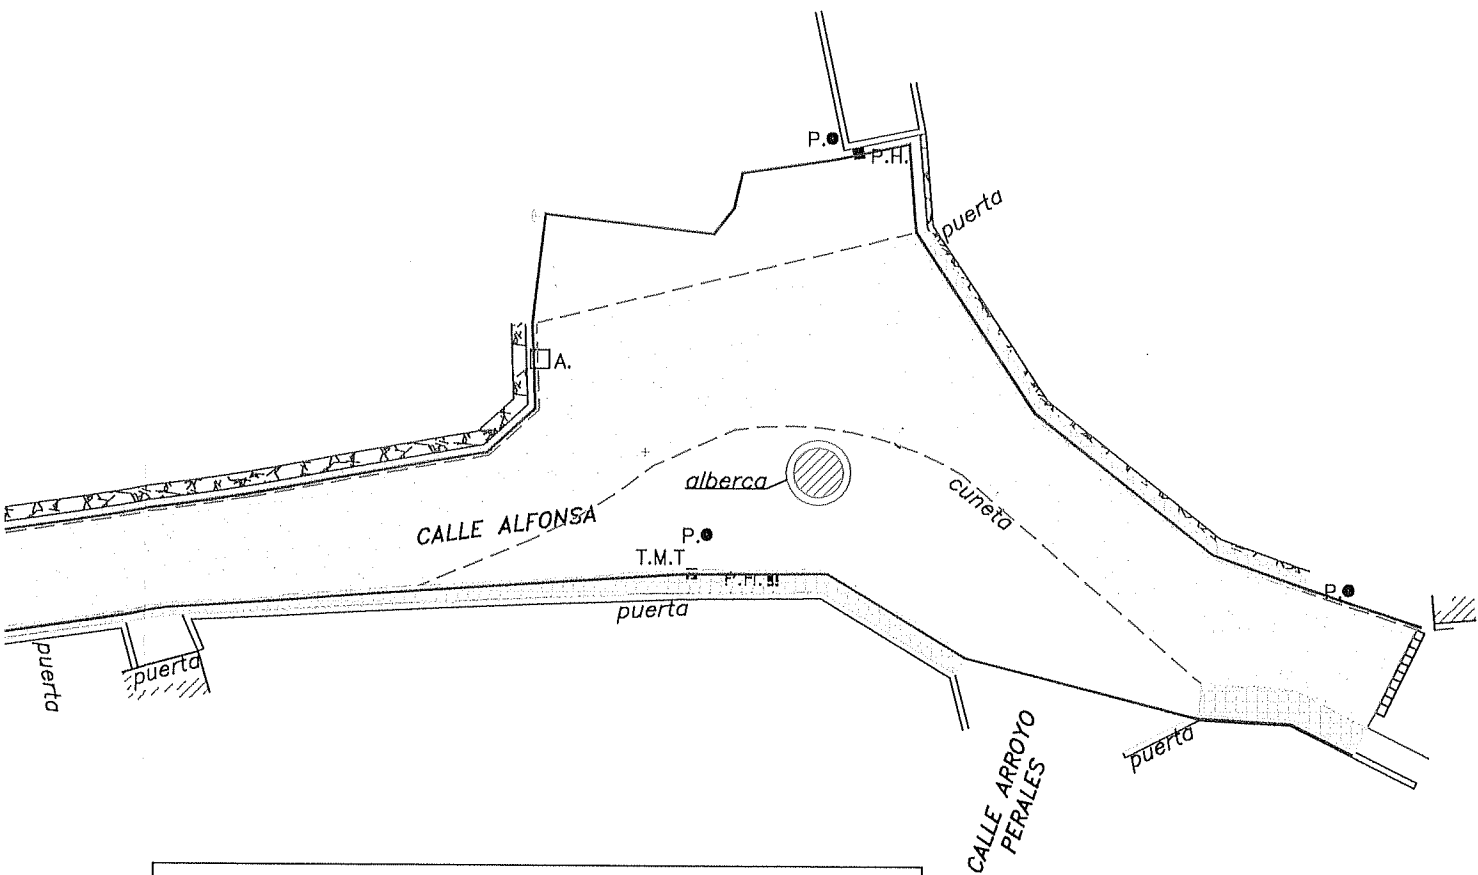 P.
P.H.
puerta
A.
alberca
cuneta
CALLE ALFONSA
P.
T.M.T
P.H.
puerta
P.
puerta
puerta
puerta
CALLE ARROYO
PERALES